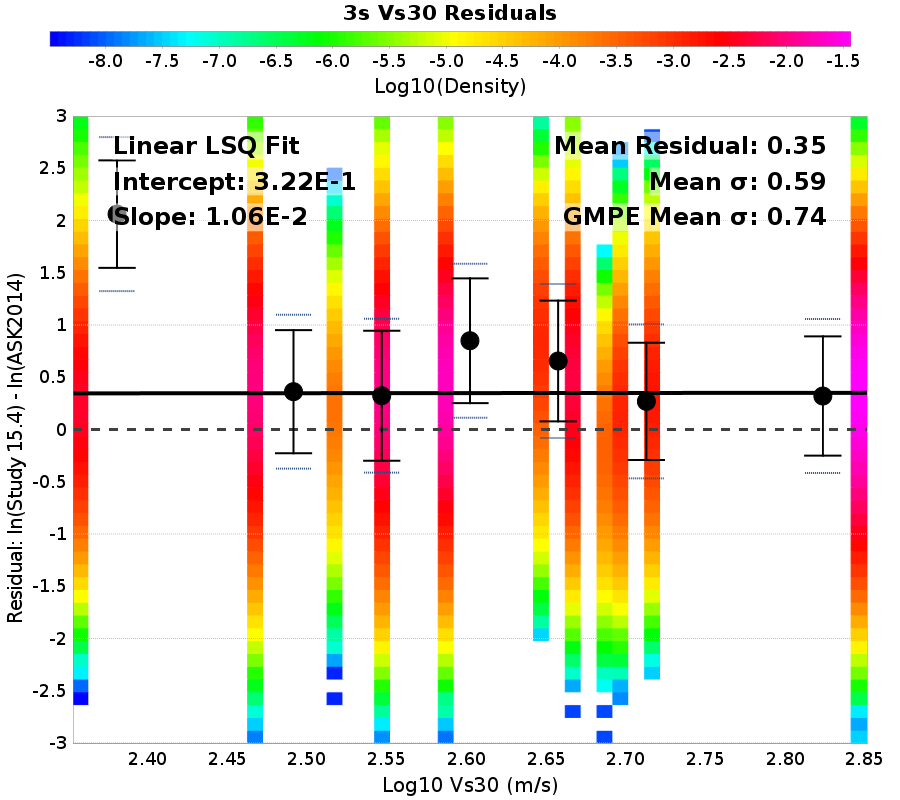 3s Vs30 Residuals
-8.0 -7.5 -7.0 -6.5 -6.0 -5.5 -5.0 -4.5 -4.0 -3.5 -3.0 -2.5 -2.0 -1.5
Log10(Density)
Linear LSQ Fit
Intercept: 3.22E-1
Slope: 1.06E-2
Mean Residual: 0.35
Mean σ: 0.59
GMPE Mean σ: 0.74
Residual: ln(Study 15.4) - ln(ASK2014)
3
2.5
2
1.5
1
0.5
0
-0.5
-1
-1.5
-2
-2.5
-3
2.40 2.45 2.50 2.55 2.60 2.65 2.70 2.75 2.80 2.85
Log10 Vs30 (m/s)